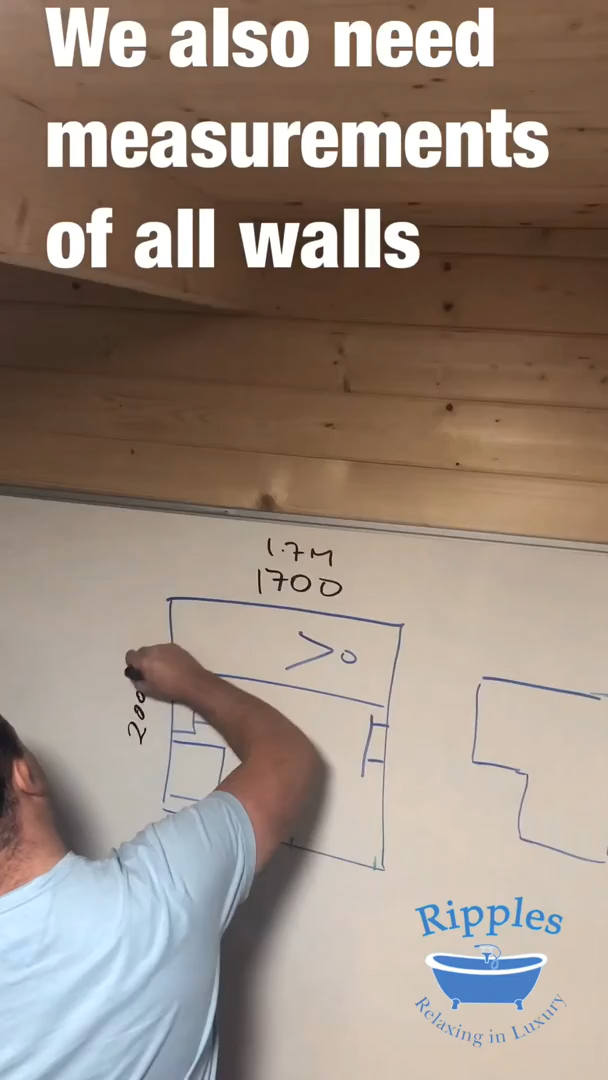 We also need
measurements
of all walls
1.7M
1700
Ripples
Relaxing in Luxury